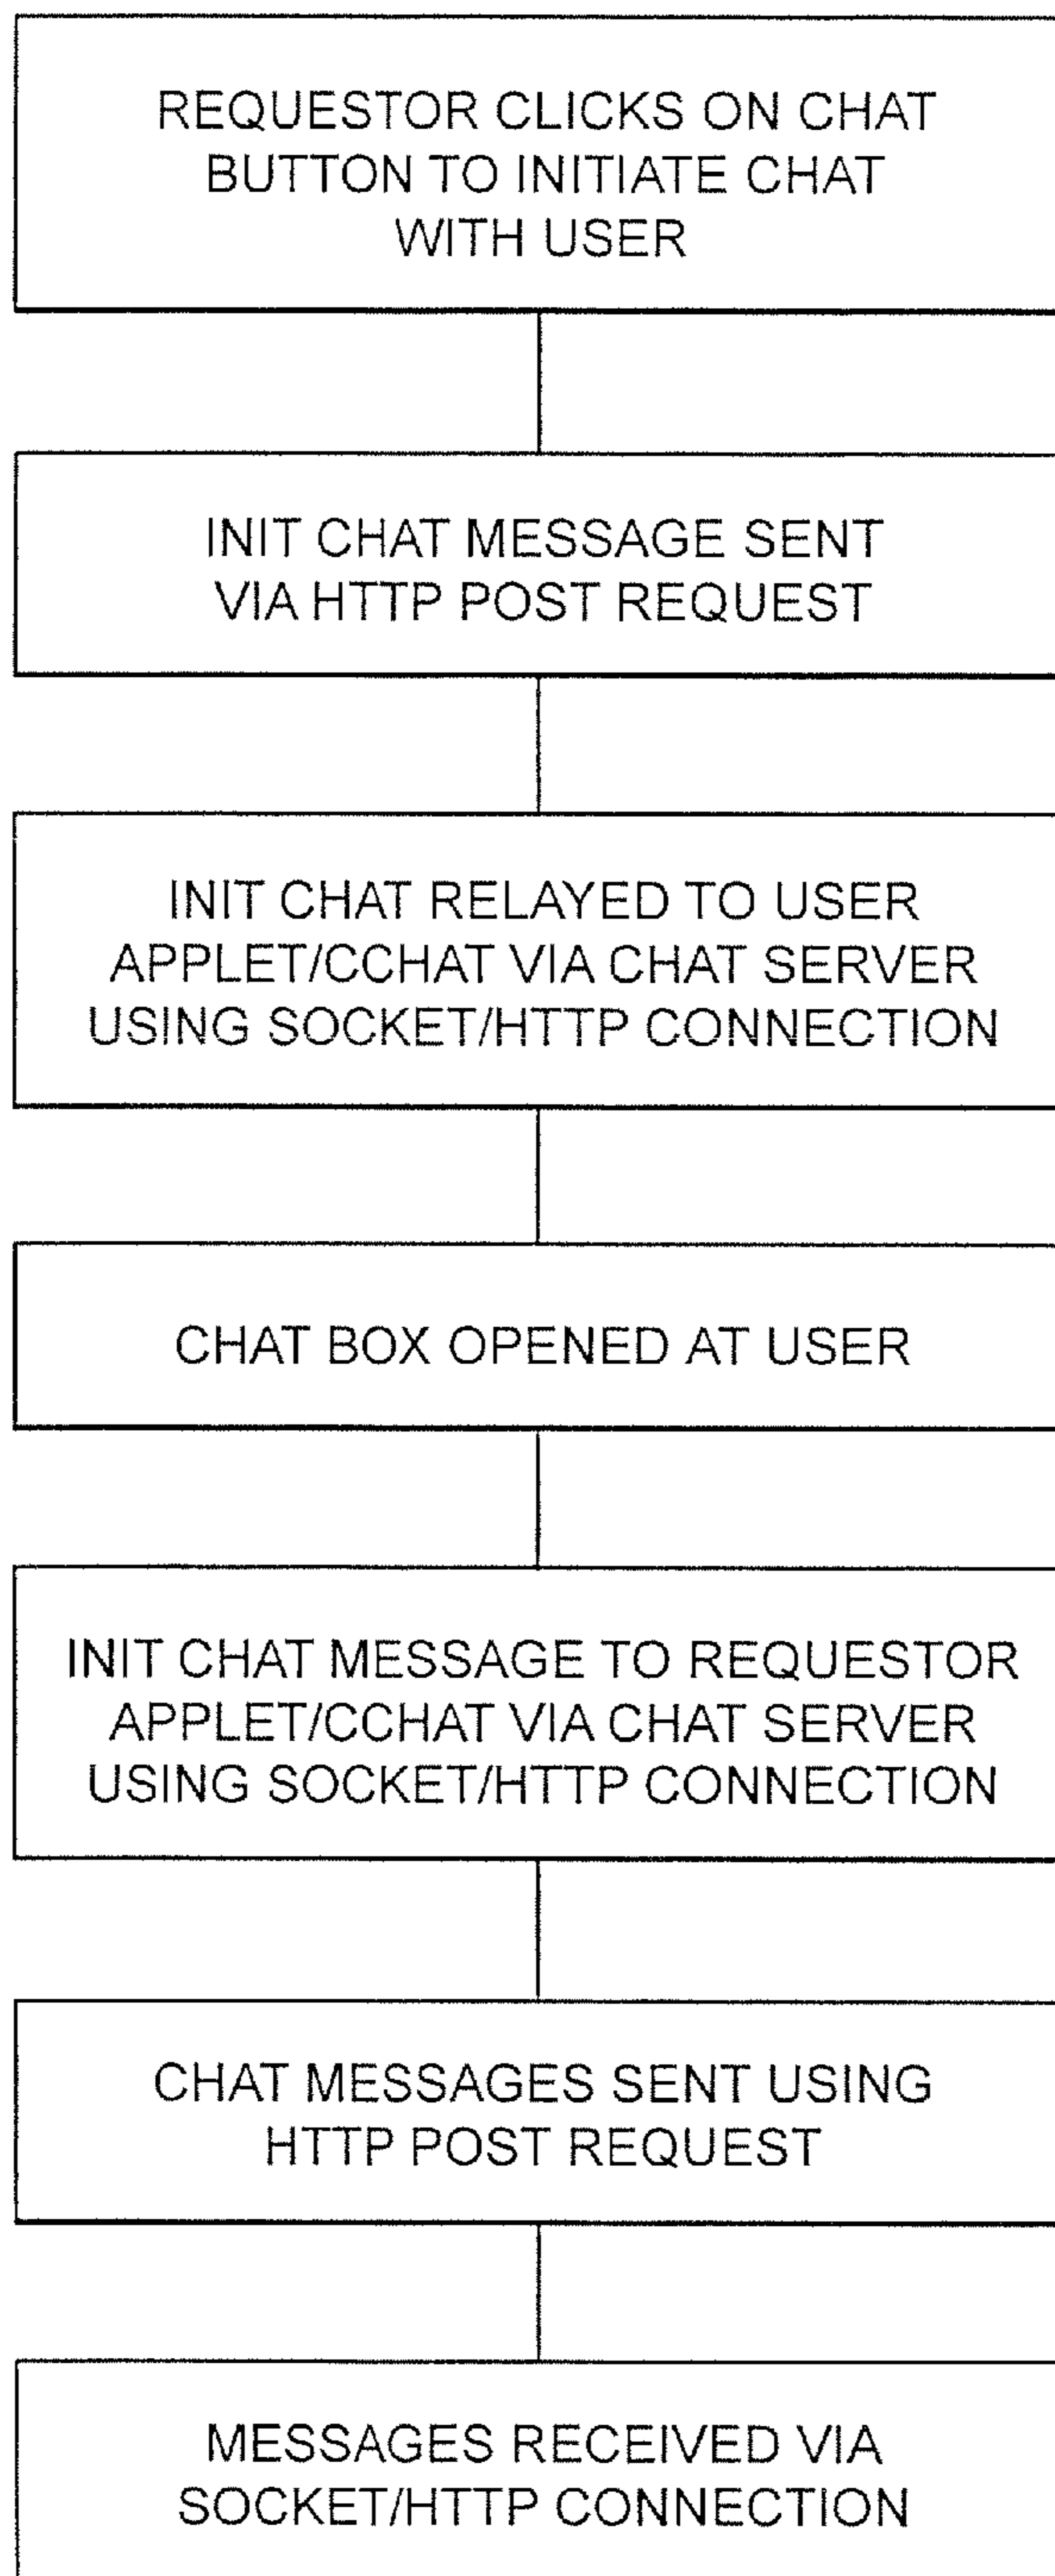 REQUESTOR CLICKS ON CHAT
BUTTON TO INITIATE CHAT
WITH USER
INIT CHAT MESSAGE SENT
VIA HTTP POST REQUEST
INIT CHAT RELAYED TO USER
APPLET/CCHAT VIA CHAT SERVER
USING SOCKET/HTTP CONNECTION
CHAT BOX OPENED AT USER
INIT CHAT MESSAGE TO REQUESTOR
APPLET/CCHAT VIA CHAT SERVER
USING SOCKET/HTTP CONNECTION
CHAT MESSAGES SENT USING
HTTP POST REQUEST
MESSAGES RECEIVED VIA
SOCKET/HTTP CONNECTION